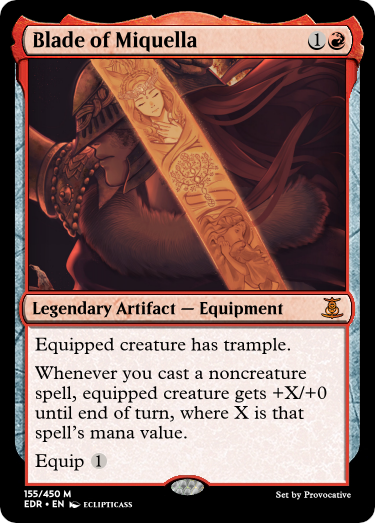 Blade of Miquella 1
Legendary Artifact — Equipment
Equipped creature has trample.
Whenever you cast a noncreature
spell, equipped creature gets +X/+0
until end of turn, where X is that
spell's mana value.
Equip 1
155/450 M
EDR • EN ECLIPTICASS
Set by Provocative